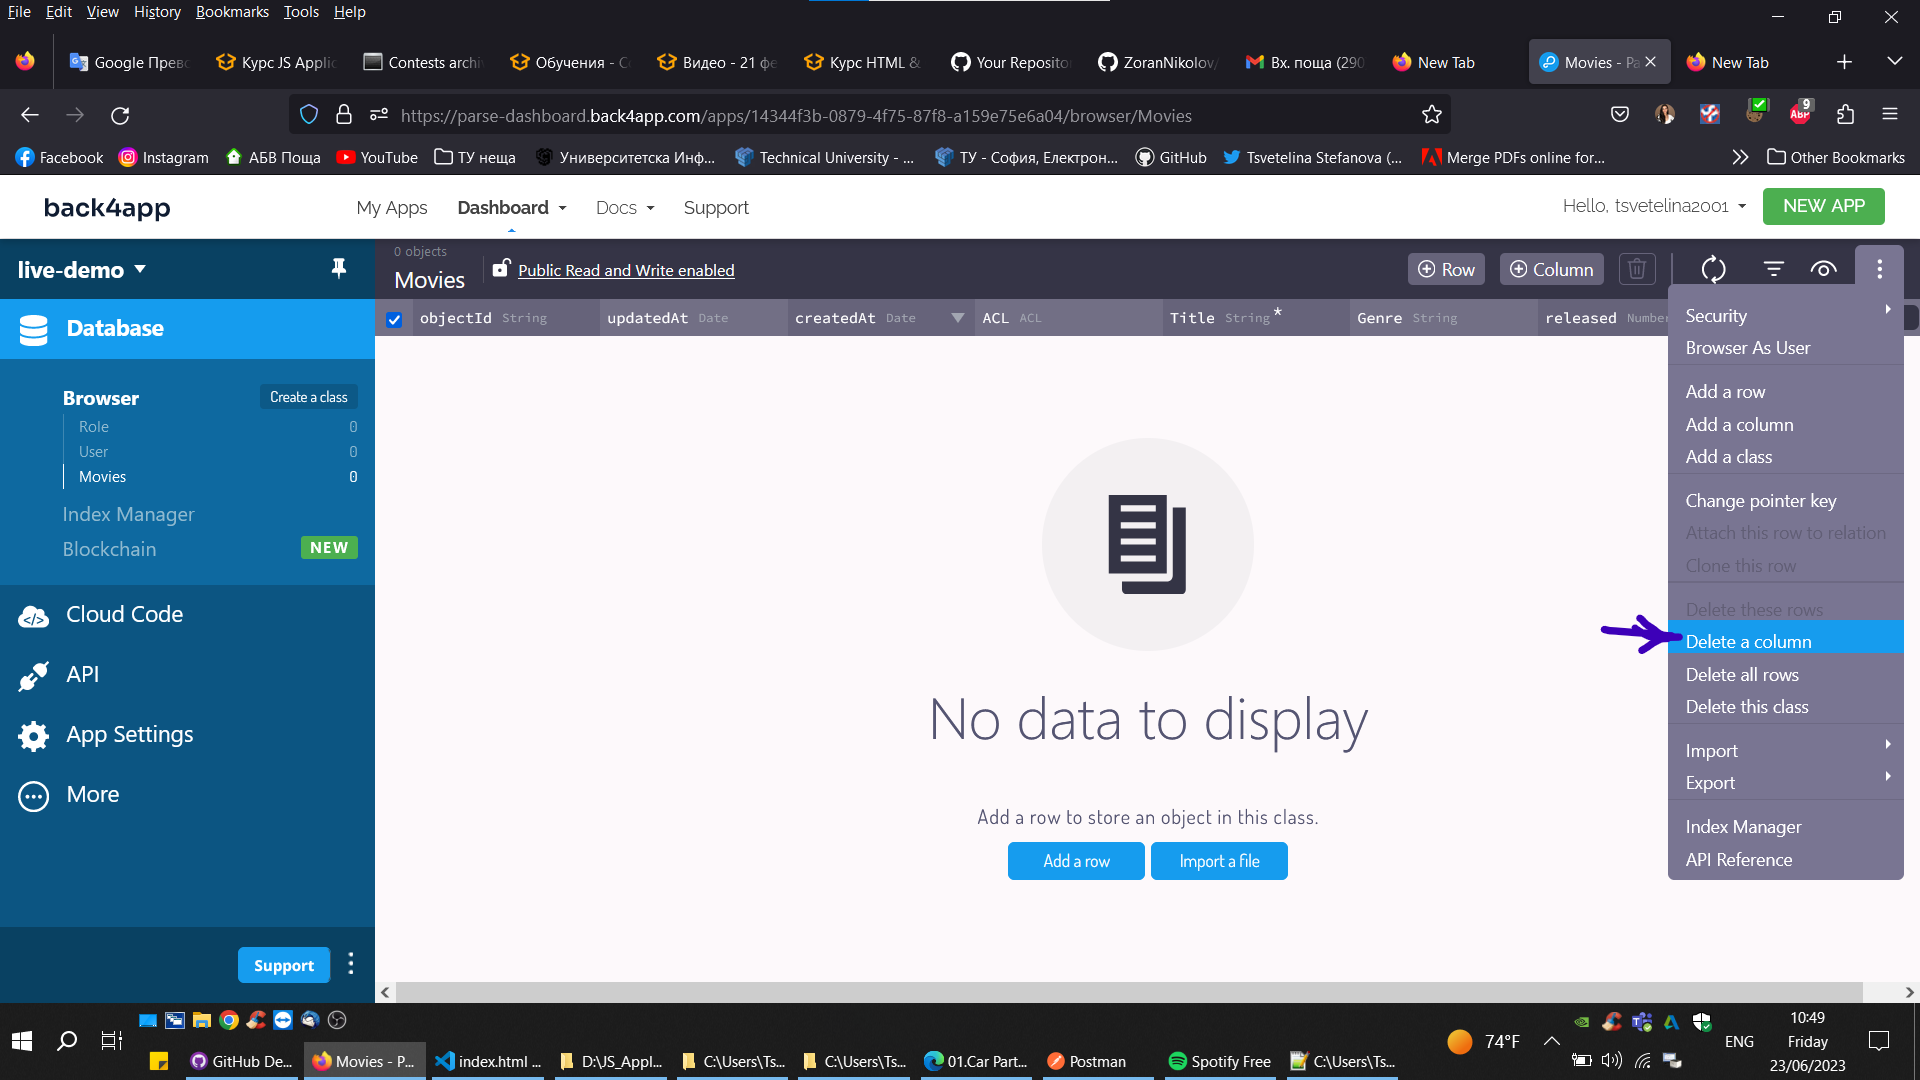 File Edit View History Bookmarks Tools Help
Google Прев
Курс JS Applic
Contests archi
Обучения - С
Видео - 21 фе
Курс HTML &
Your Reposito
ZoranNikolov/
Вх. поща (290
New Tab
Movies - Pa
New Tab
https://parse-dashboard.back4app.com/apps/14344f3b-0879-4f75-87f8-a159e75e6a04/browser/Movies
ABP 9
Facebook Instagram АБВ Поща YouTube ТУ неща Университетска Инф... Technical University - ... ТУ - София, Електрон... GitHub Tsvetelina Stefanova (... Merge PDFs online for... Other Bookmarks
back4app My Apps Dashboard Docs Support Hello, tsvetelina2001 NEW APP
live-demo
Database
Browser Create a class
Role 0
User 0
Movies 0
Index Manager
Blockchain NEW
Cloud Code
API
App Settings
More
Support
0 objects
Movies Public Read and Write enabled
Row Column
objectId String updatedAt Date createdAt Date ACL ACL Title String* Genre String released Number
No data to display
Add a row to store an object in this class.
Add a row Import a file
Security
Browser As User
Add a row
Add a column
Add a class
Change pointer key
Attach this row to relation
Clone this row
Delete these rows
Delete a column
Delete all rows
Delete this class
Import
Export
Index Manager
API Reference
GitHub De... Movies - P... index.html ... D:\JS_Appl... C:\Users\Ts... C:\Users\Ts... 01.Car Part... Postman Spotify Free C:\Users\Ts...
74°F
ENG
10:49
Friday
23/06/2023